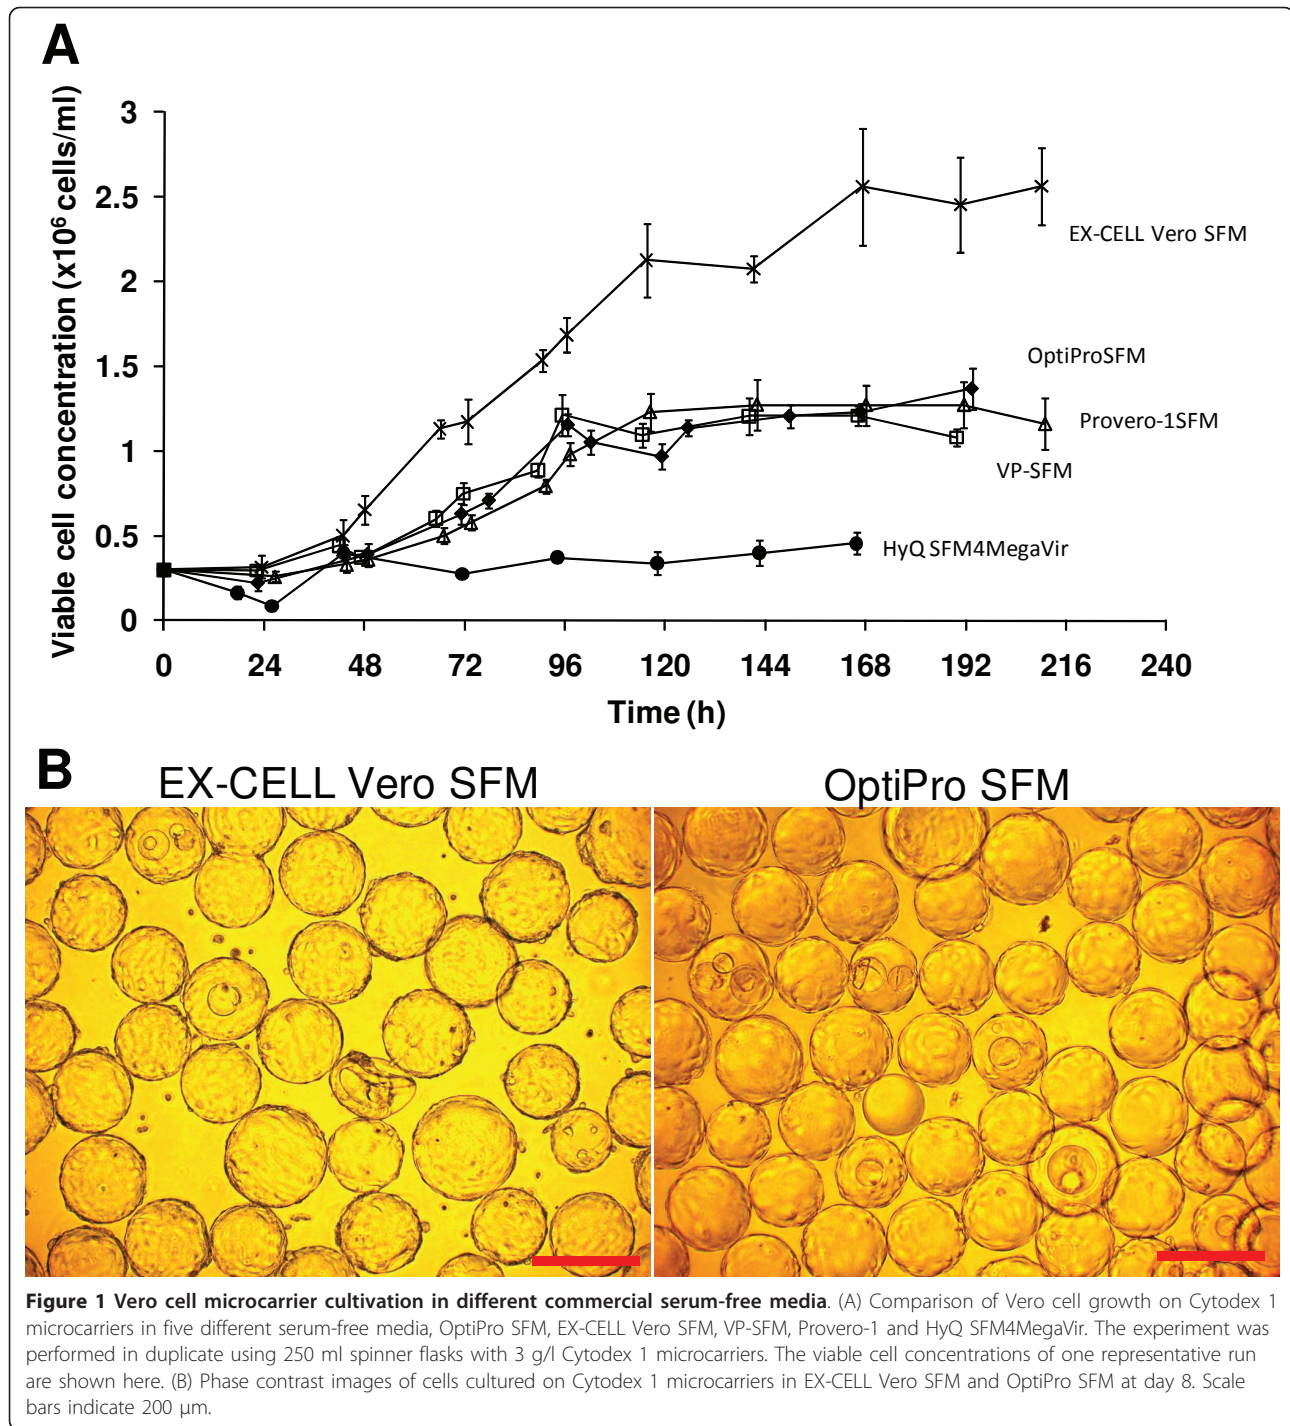 A
Viable cell concentration (x10⁶ cells/ml)
3
2.5
2
1.5
1
0.5
0
EX-CELL Vero SFM
OptiProSFM
Provero-1SFM
VP-SFM
HyQ SFM4MegaVir
0 24 48 72 96 120 144 168 192 216 240
Time (h)
B
EX-CELL Vero SFM
OptiPro SFM
Figure 1 Vero cell microcarrier cultivation in different commercial serum-free media. (A) Comparison of Vero cell growth on Cytodex 1
microcarriers in five different serum-free media, OptiPro SFM, EX-CELL Vero SFM, VP-SFM, Provero-1 and HyQ SFM4MegaVir. The experiment was
performed in duplicate using 250 ml spinner flasks with 3 g/l Cytodex 1 microcarriers. The viable cell concentrations of one representative run
are shown here. (B) Phase contrast images of cells cultured on Cytodex 1 microcarriers in EX-CELL Vero SFM and OptiPro SFM at day 8. Scale
bars indicate 200 μm.